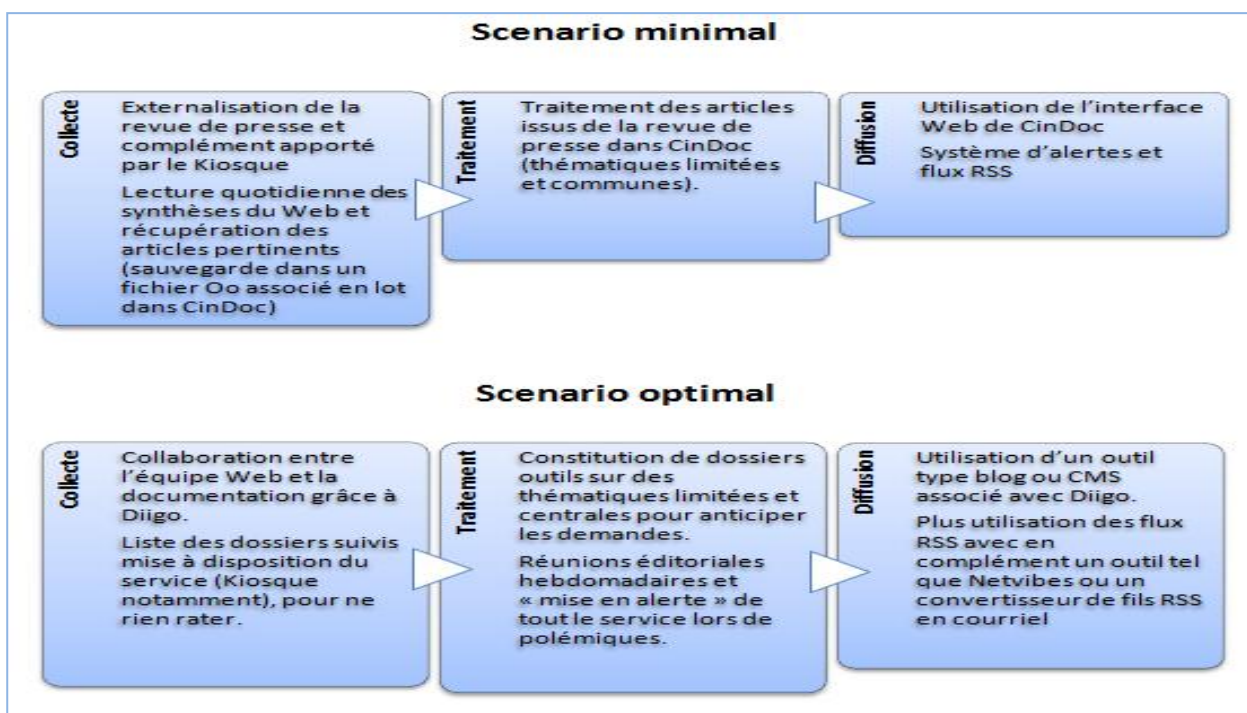 Scenario minimal
Collecte
Externalisation de la
revue de presse et
complément apporté
par le Kiosque
Lecture quotidienne des
synthèses du Web et
récupération des
articles pertinents
(sauvegarde dans un
fichier Oo associé en lot
dans CinDoc)
Traitement
Traitement des articles
issus de la revue de
presse dans CinDoc
(thématiques limitées
et communes).
Diffusion
Utilisation de l’interface
Web de CinDoc
Système d’alertes et
flux RSS
Scenario optimal
Collecte
Collaboration entre
l’équipe Web et la
documentation grâce à
Diigo.
Liste des dossiers suivis
mise à disposition du
service (Kiosque
notamment), pour ne
rien rater.
Traitement
Constitution de dossiers
outils sur des
thématiques limitées et
centrales pour anticiper
les demandes.
Réunions éditoriales
hebdomadaires et
« mise en alerte » de
tout le service lors de
polémiques.
Diffusion
Utilisation d’un outil
type blog ou CMS
associé avec Diigo.
Plus utilisation des flux
RSS avec en
complément un outil tel
que Netvibes ou un
convertisseur de fils RSS
en courriel